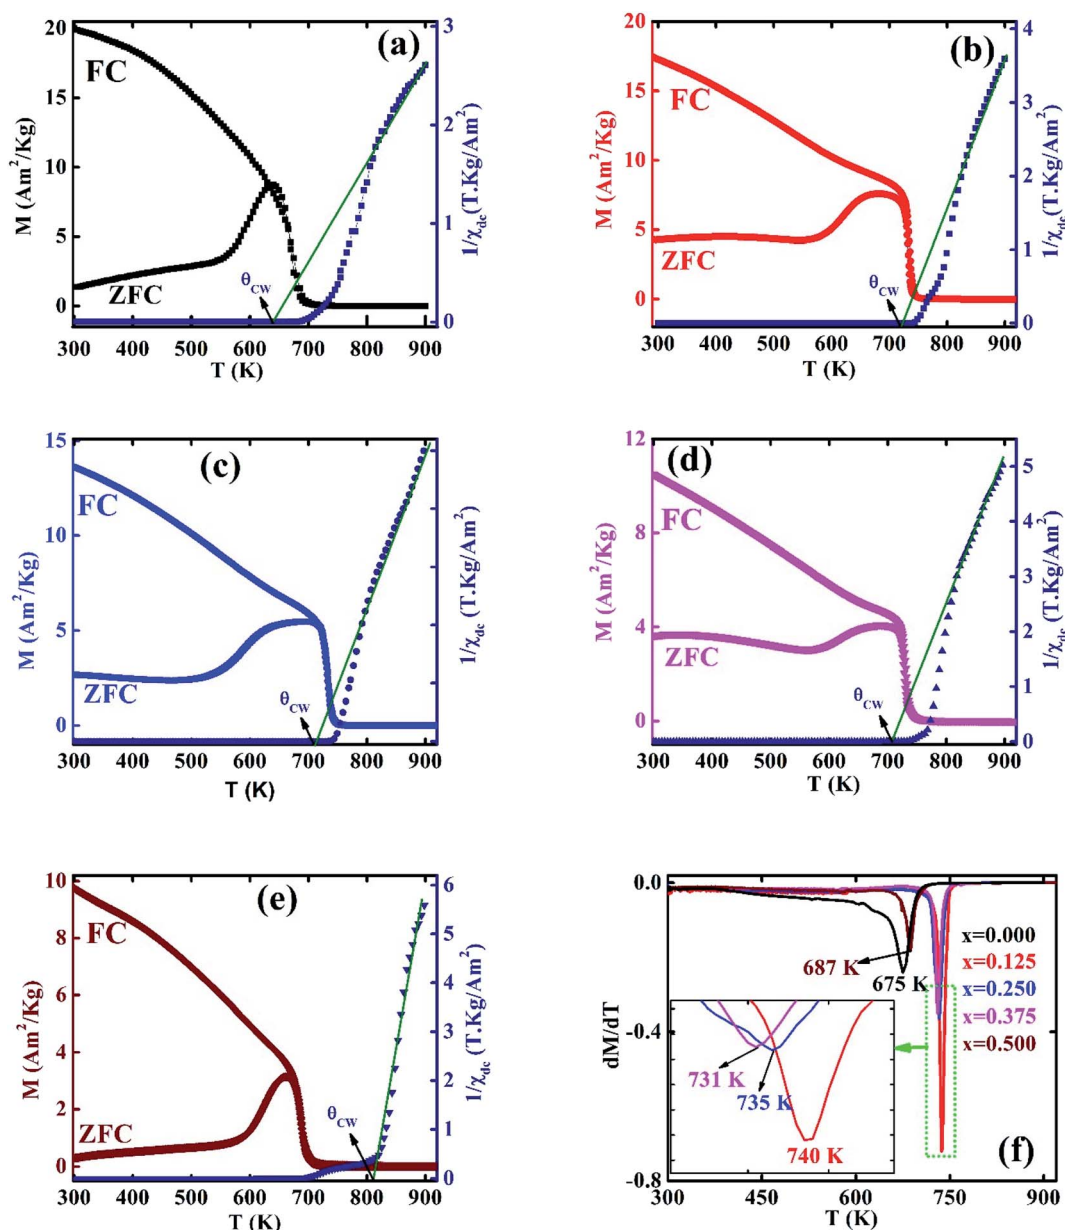 (a)
FC
ZFC
θCW
M (Am²/Kg)
20
15
10
5
0
1/χdc(T.Kg/Am²)
3
2
1
0
300 400 500 600 700 800 900
T (K)
(b)
FC
ZFC
θCW
M (Am²/Kg)
20
15
10
5
0
1/χdc(T.Kg/Am²)
4
3
2
1
0
300 400 500 600 700 800 900
T (K)
(c)
FC
ZFC
θCW
M (Am²/Kg)
15
10
5
0
1/χdc (T.Kg/Am²)
300 400 500 600 700 800 900
T (K)
(d)
FC
ZFC
θCW
M (Am²/Kg)
12
8
4
0
1/χdc (T.Kg/Am²)
5
4
3
2
1
0
300 400 500 600 700 800 900
T (K)
(e)
FC
ZFC
θCW
M (Am²/Kg)
10
8
6
4
2
0
1/χdc (T.Kg/Am²)
6
5
4
3
2
1
0
300 400 500 600 700 800 900
T (K)
dM/dT
0.0
-0.4
-0.8
x=0.000
x=0.125
x=0.250
x=0.375
x=0.500
687 K
675 K
731 K
735 K
740 K
(f)
300 450 600 750 900
T (K)